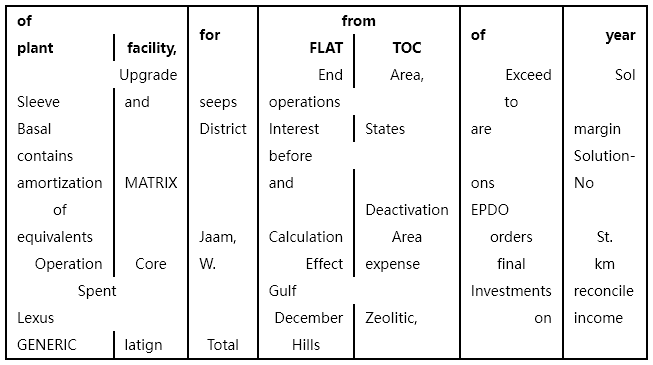 of for from of year
plant facility, FLAT TOC
Upgrade End Area, Exceed Sol
Sleeve and seeps operations to
Basal District Interest States are margin
contains before Solution-
amortization MATRIX and ons No
of Deactivation EPDO
equivalents Jaam, Calculation Area orders St.
Operation Core W. Effect expense final km
Spent Gulf Investments reconcile
Lexus December Zeolitic, on income
GENERIC latign Total Hills